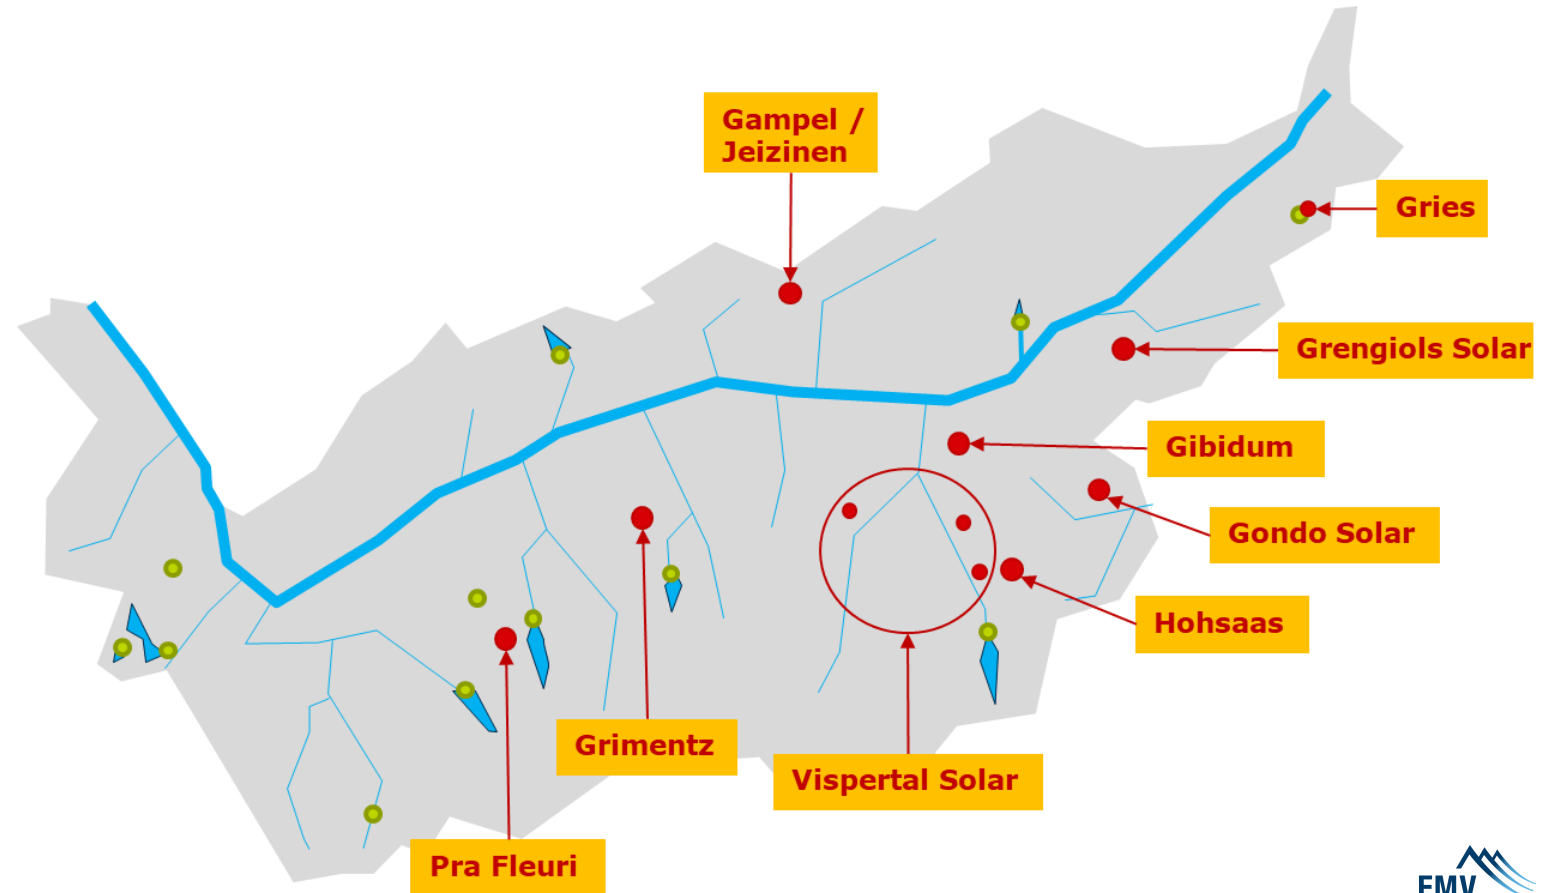 Gampel /
Jeizinen
Gries
Grengiols Solar
Gibidum
Gondo Solar
Hohsaas
Grimentz
Vispertal Solar
Pra Fleuri
FMV